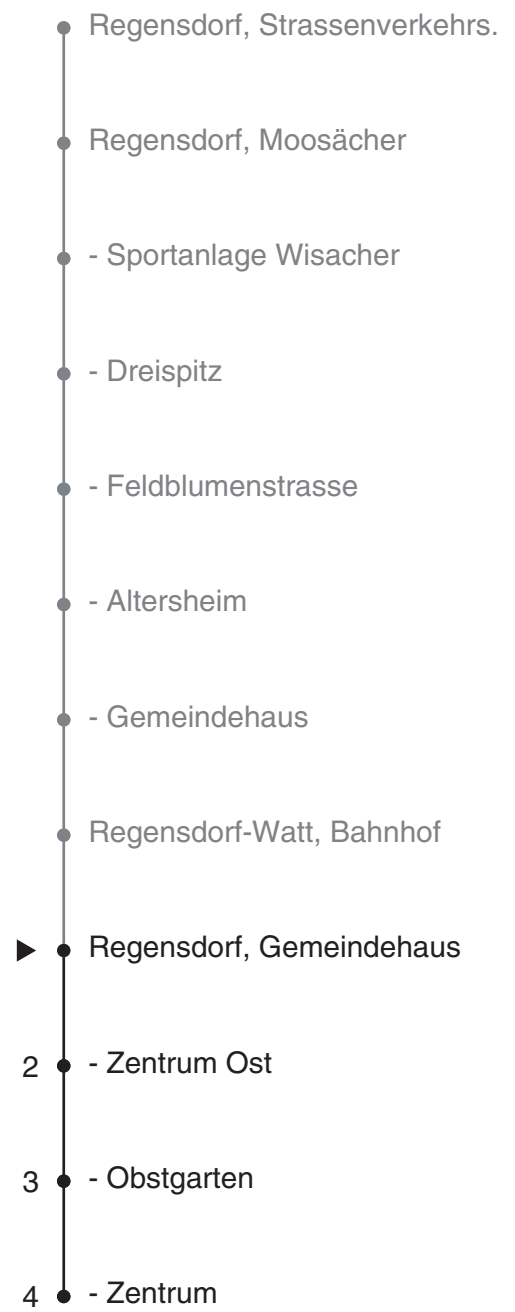 Regensdorf, Strassenverkehrs.
Regensdorf, Moosächer
- Sportanlage Wisacher
- Dreispitz
- Feldblumenstrasse
- Altersheim
- Gemeindehaus
Regensdorf-Watt, Bahnhof
Regensdorf, Gemeindehaus
2 - Zentrum Ost
3 - Obstgarten
4 - Zentrum